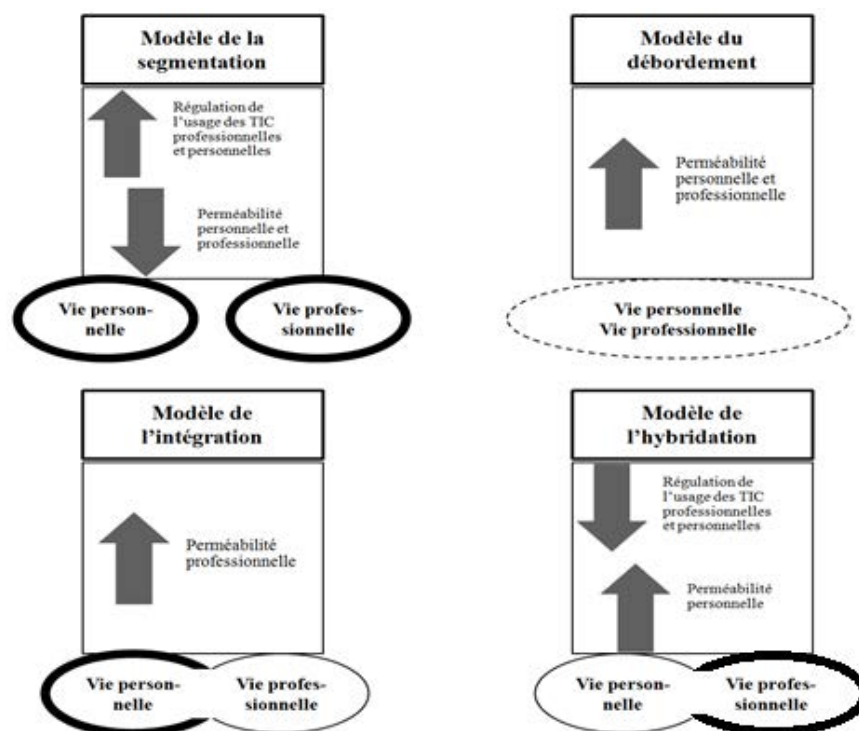 Modèle de la
segmentation
Régulation de
l'usage des TIC
professionnelles
et personnelles
Perméabilité
personnelle et
professionnelle
Vie person-
nelle
Vie profes-
sionnelle
Modèle du
débordement
Perméabilité
personnelle et
professionnelle
Vie personnelle
Vie professionnelle
Modèle de
l'intégration
Perméabilité
professionnelle
Vie person-
nelle
Vie profes-
sionnelle
Modèle de
l'hybridation
Régulation de
l'usage des TIC
professionnelles
et personnelles
Perméabilité
personnelle
Vie person-
nelle
Vie profes-
sionnelle